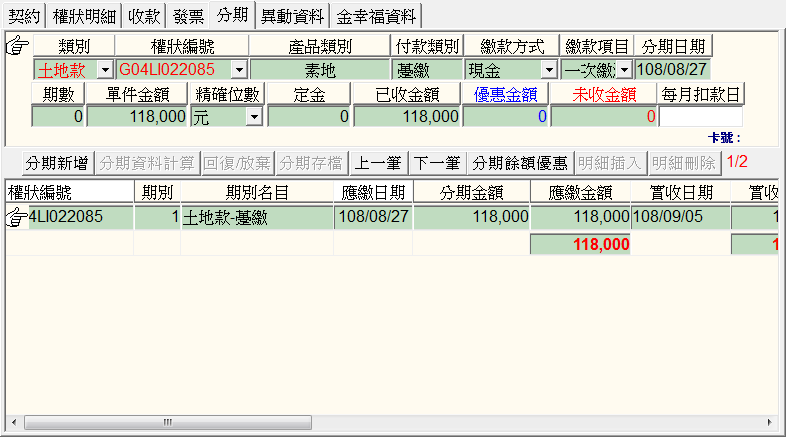 契約 權狀明細 收款 發票 分期 異動資料 金幸福資料
類別 權狀編號 產品類別 付款類別 繳款方式 繳款項目 分期日期
土地款 G04LI022085 素地 躉繳 現金 一次繳 108/08/27
期數 單件金額 精確位數 定金 已收金額 優惠金額 未收金額 每月扣款日
0 118,000 元 0 118,000 0 0
卡號：
分期新增 分期資料計算 回復/放棄 分期存檔 上一筆 下一筆 分期餘額優惠 明細插入 明細刪除 1/2
權狀編號 期別 期別名目 應繳日期 分期金額 應繳金額 實收日期 實收
4LI022085 1 土地款-躉繳 108/08/27 118,000 118,000 108/09/05 1
118,000 1